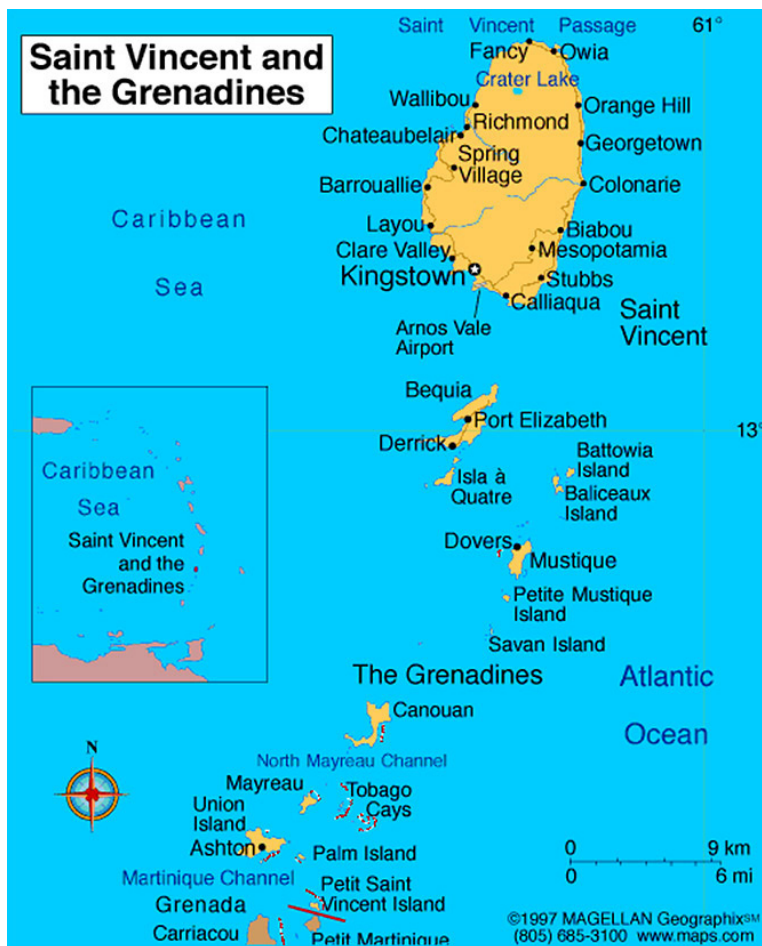 Saint Vincent and
the Grenadines
Saint Vincent Passage
61°
Fancy
Owia
Crater Lake
Wallibou
Orange Hill
Richmond
Chateaubelair
Georgetown
Spring
Village
Barrouallie
Colonarie
Caribbean
Sea
Layou
Biabou
Clare Valley
Mesopotamia
Kingstown
Stubbs
Calliaqua
Saint
Vincent
Arnos Vale
Airport
Bequia
Port Elizabeth
13°
Derrick
Battowia
Island
Isla à
Quatre
Baliceaux
Island
Caribbean
Sea
Saint Vincent
and the
Grenadines
Dovers
Mustique
Petite Mustique
Island
Savan Island
The Grenadines
Atlantic
Ocean
Canouan
N
North Mayreau Channel
Mayreau
Tobago
Cays
Union
Island
Ashton
Palm Island
0 9 km
0 6 mi
Martinique Channel
Petit Saint
Vincent Island
Grenada
Carriacou
Petit Martinique
©1997 MAGELLAN Geographix℠
(805) 685-3100 www.maps.com